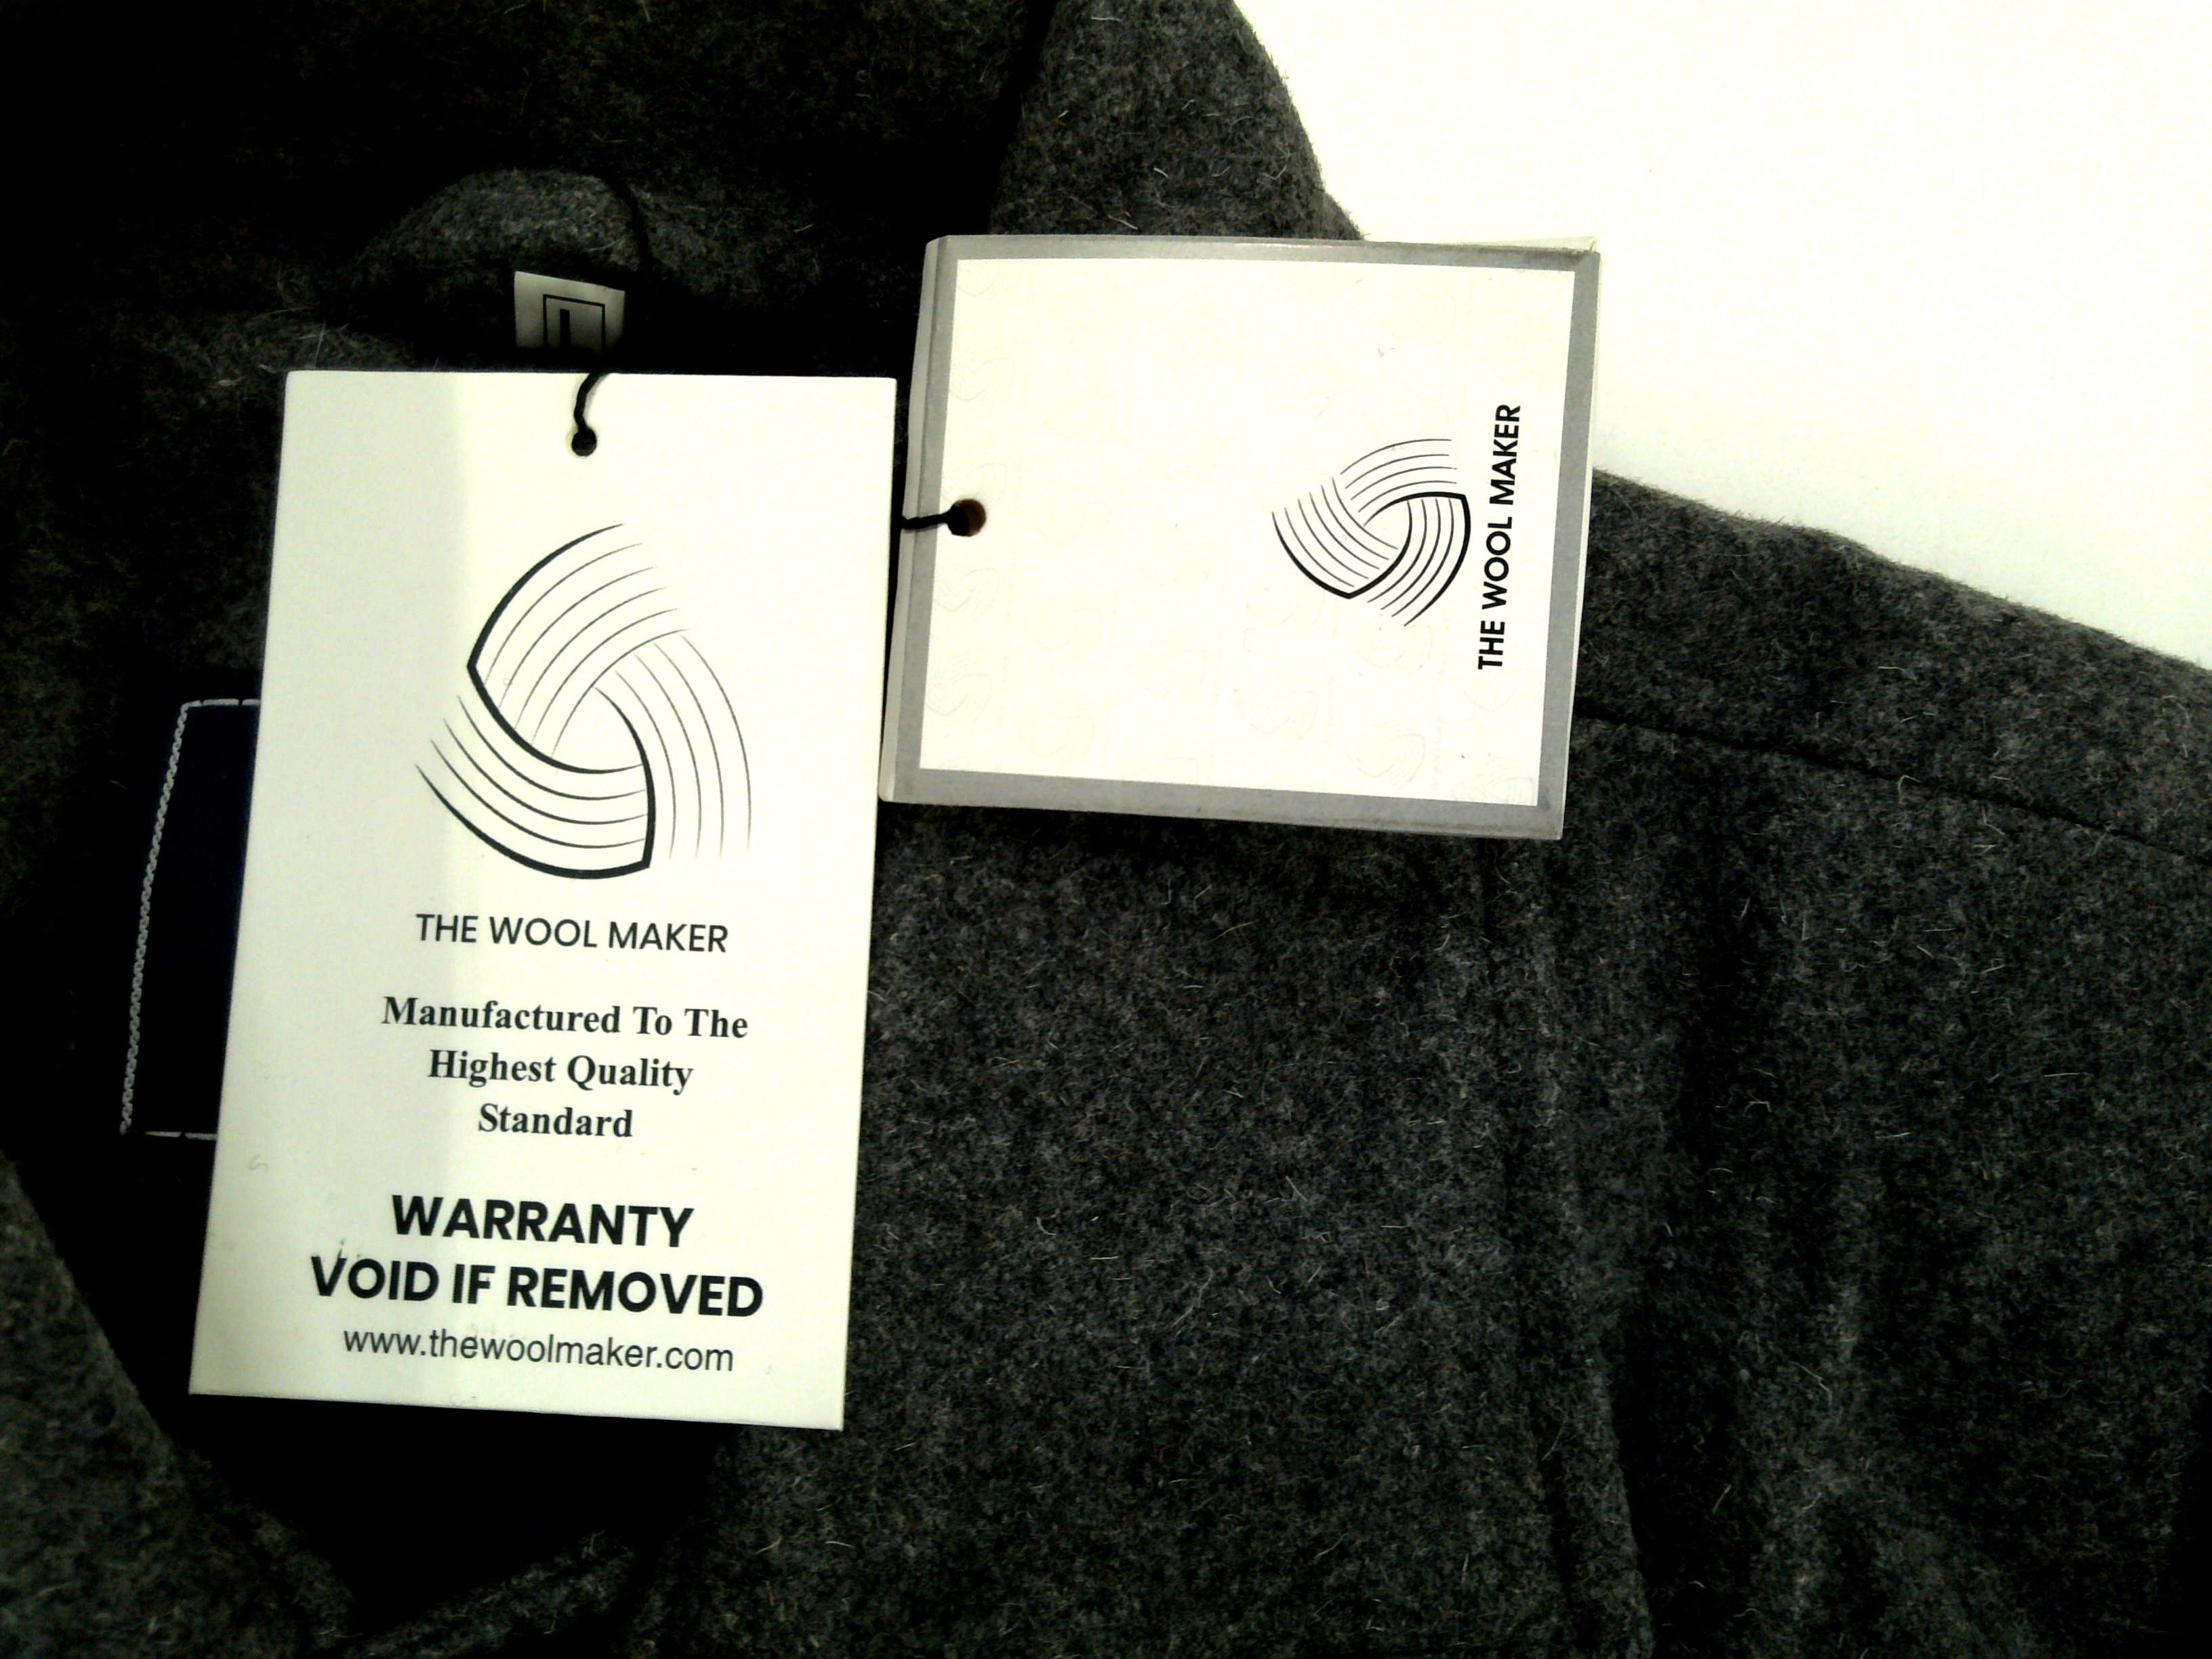 L
THE WOOL MAKER
Manufactured To The
Highest Quality
Standard
WARRANTY
VOID IF REMOVED
www.thewoolmaker.com
THE WOOL MAKER